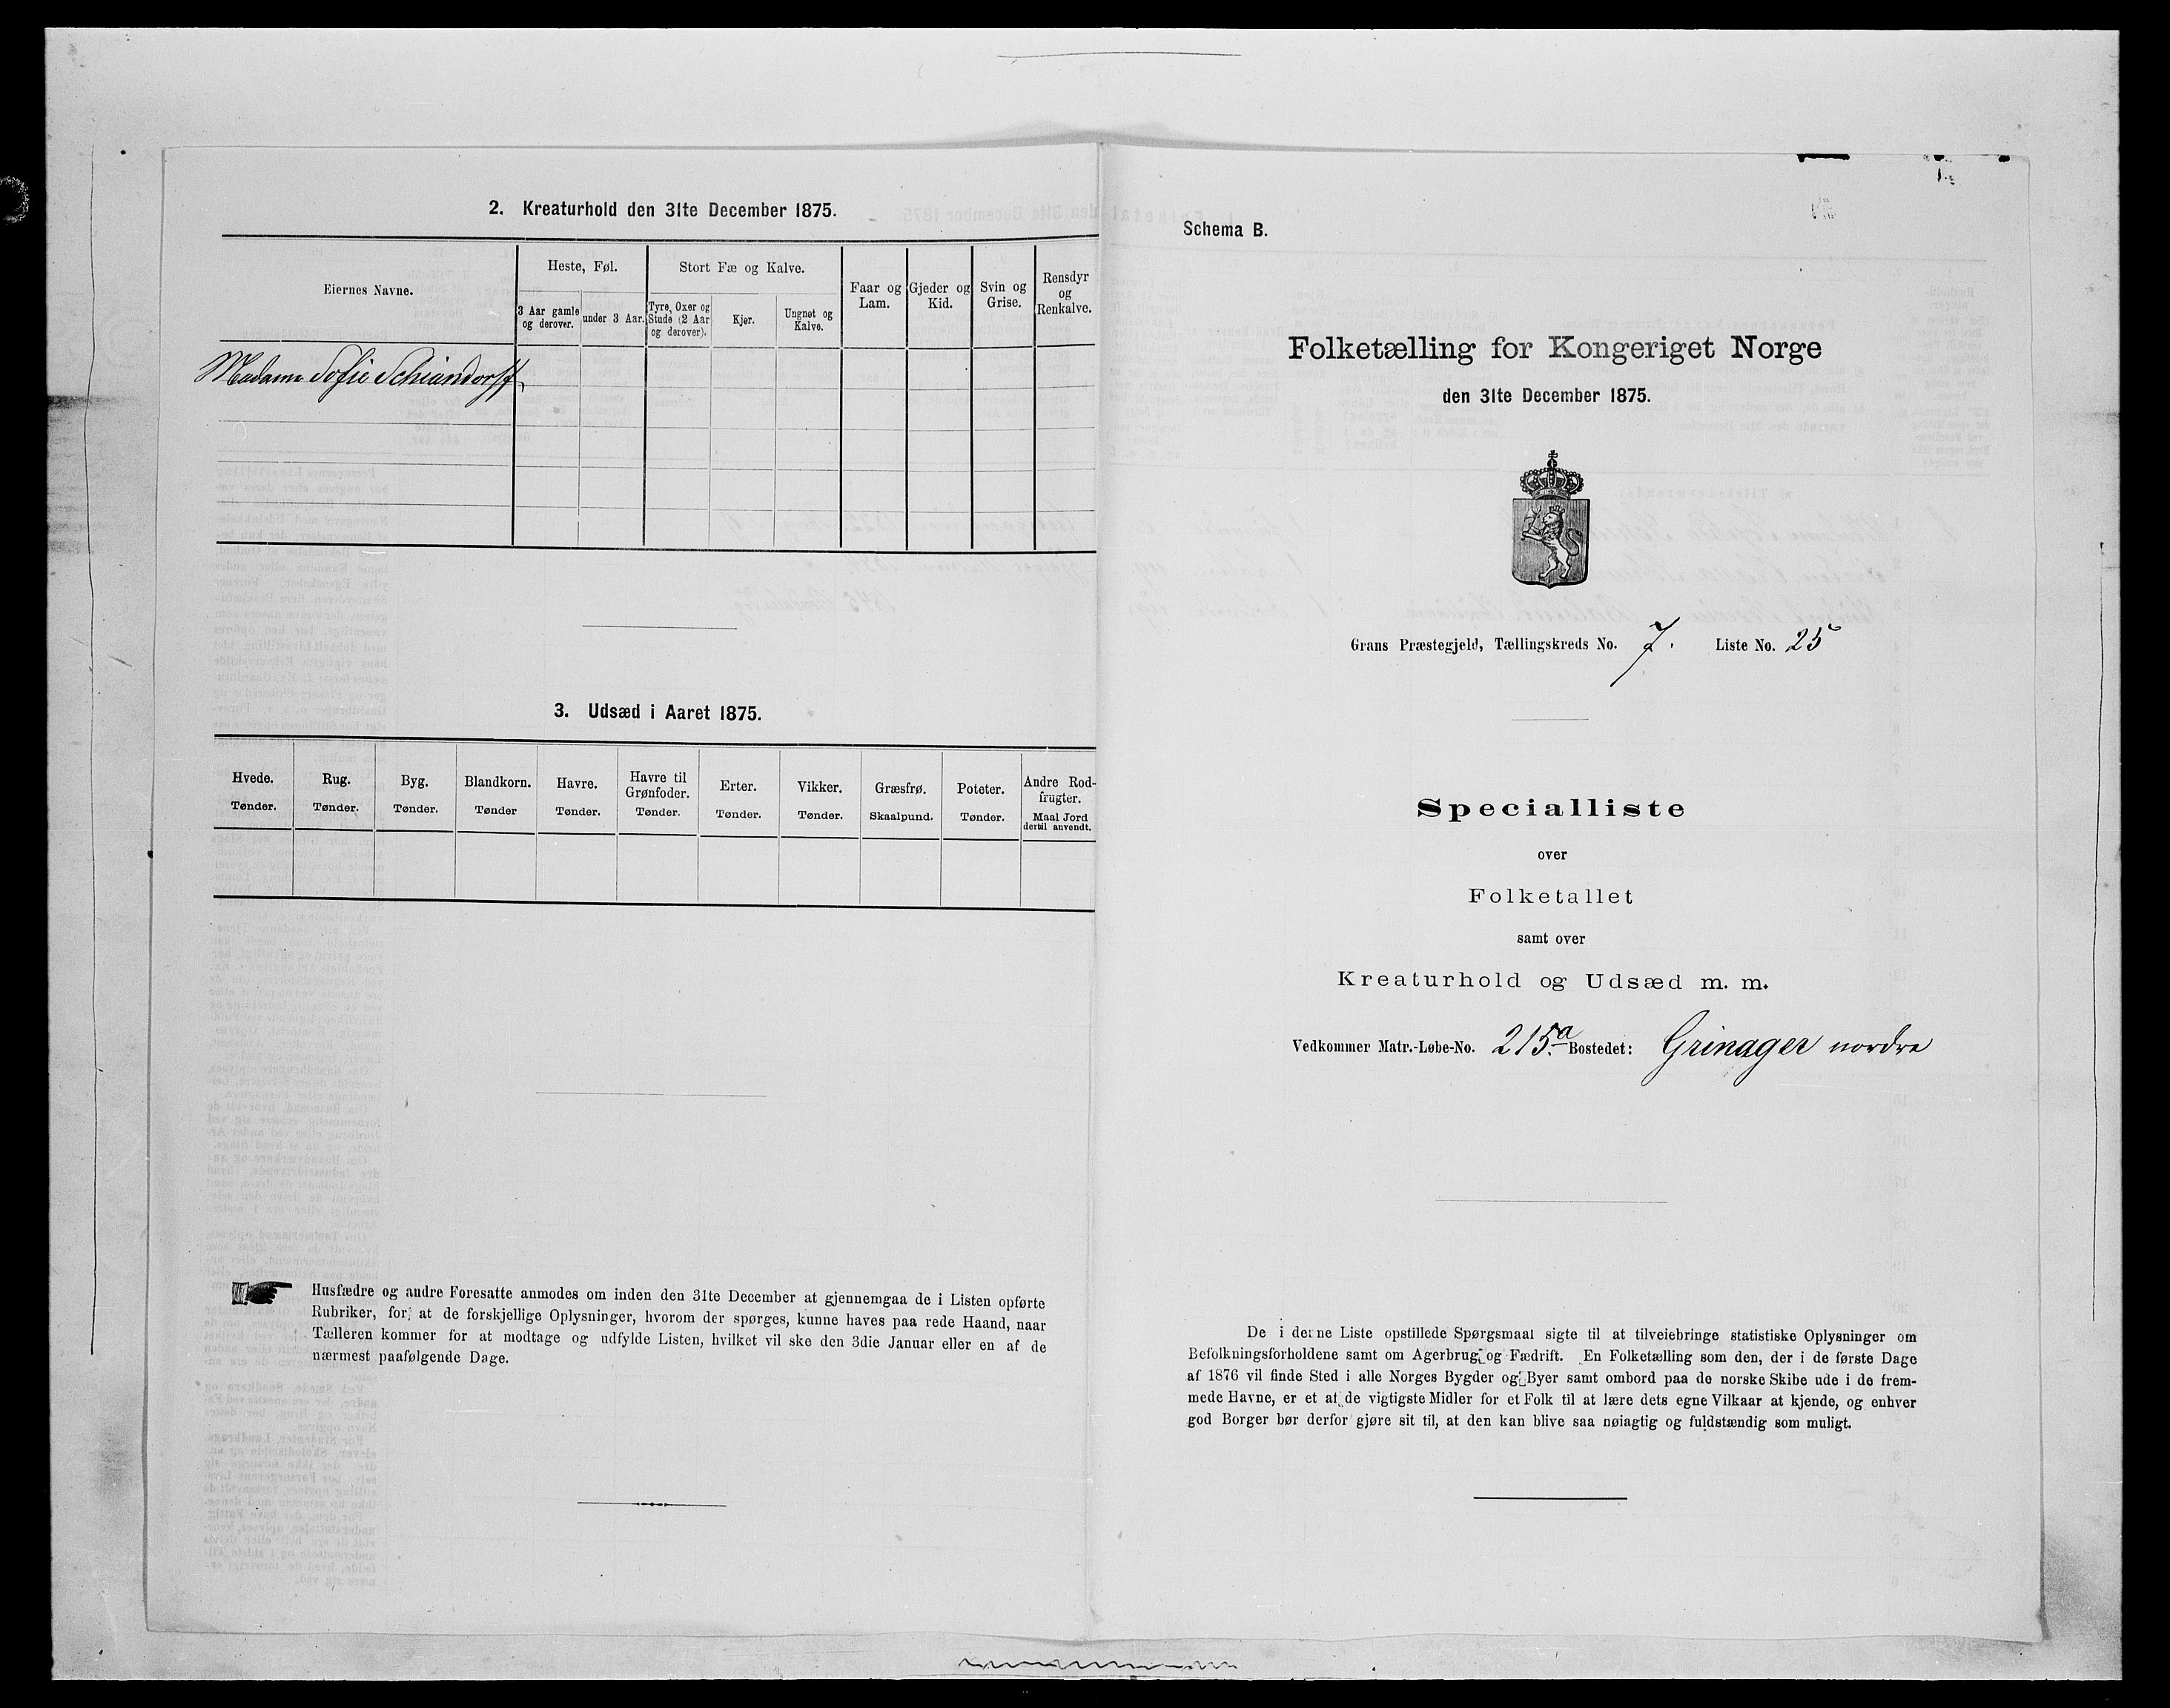 2. Kreaturhold den 31te December 1875.
Eiernes Navne.
Heste, Føl.
3 Aar gamle og derover.
under 3 Aar.
Stort Fæ og Kalve.
Tyre, Oxer og Stude (2 Aar og derover).
Kjør.
Ungnøt og Kalve.
Faar og Lam.
Gjeder og Kid.
Svin og Grise.
Rensdyr og Renkalve.
Madame Sofie
3. Udsæd i Aaret 1875.
Hvede. Tønder.
Rug. Tønder.
Byg. Tønder.
Blandkorn. Tønder
Havre. Tønder.
Havre til Grønfoder. Tønder.
Erter. Tønder.
Vikker. Tønder.
Græsfrø. Skaalpund.
Poteter. Tønder.
Andre Rodfrugter. Maal Jord dertil anvendt.
Husfædre og andre Foresatte anmodes om inden den 31te December at gjennemgaa de i Listen opførte
Rubriker, for at de forskjellige Oplysninger, hvorom der spørges, kunne haves paa rede Haand, naar
Tælleren kommer for at modtage og udfylde Listen, hvilket vil ske den 3die Januar eller en af de
nærmest paafølgende Dage.
Schema B.
Folketælling for Kongeriget Norge
den 31te December 1875.
Grans Præstegjeld, Tællingskreds No. 7. Liste No. 25
Specialliste
over
Folketallet
samt over
Kreaturhold og Udsæd m. m.
Vedkommer Matr.-Løbe-No. 215.a Bostedet: Grinager nordre
De i denne Liste opstillede Spørgsmaal sigte til at tilveiebringe statistiske Oplysninger om
Befolkningsforholdene samt om Agerbrug og Fædrift. En Folketælling som den, der i de første Dage
af 1876 vil finde Sted i alle Norges Bygder og Byer samt ombord paa de norske Skibe ude i de frem-
mede Havne, er et af de vigtigste Midler for et Folk til at lære dets egne Vilkaar at kjende, og enhver
god Borger bør derfor gjøre sit til, at den kan blive saa nøiagtig og fuldstændig som muligt.